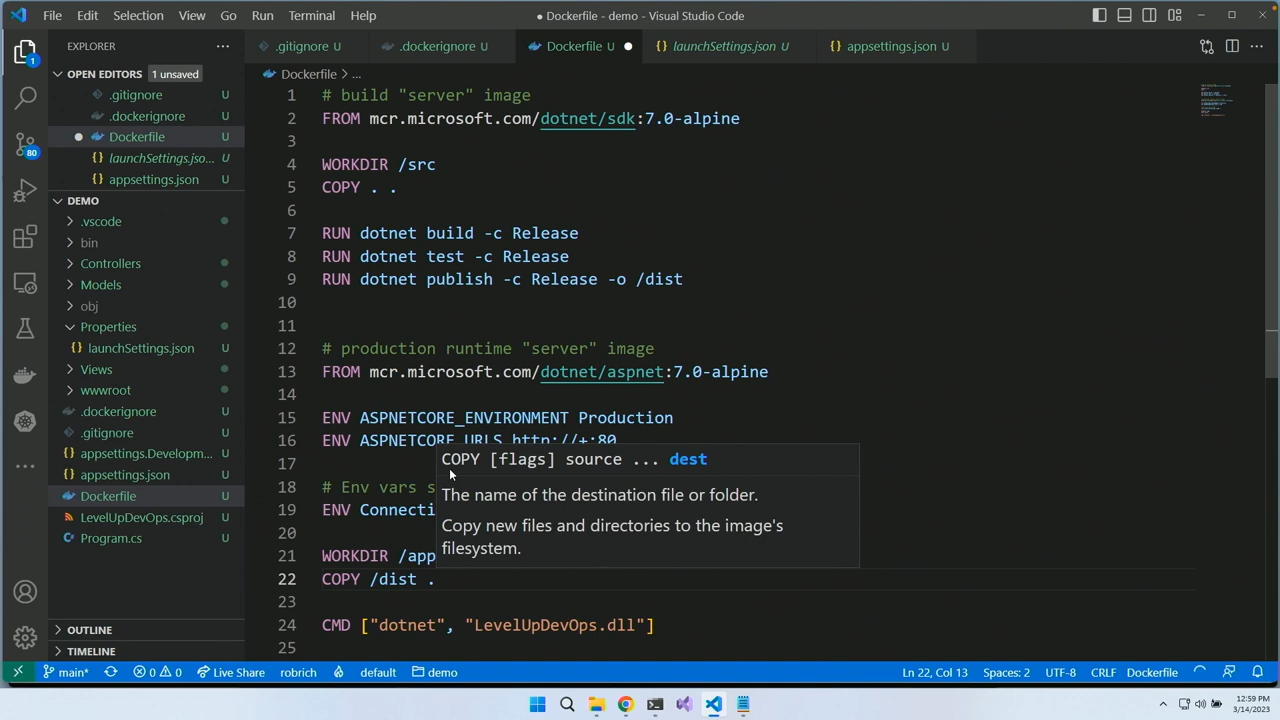 File Edit Selection View Go Run Terminal Help
● Dockerfile - demo - Visual Studio Code
EXPLORER ...
OPEN EDITORS 1 unsaved
.gitignore U
.dockerignore U
Dockerfile U
launchSettings.jso... U
appsettings.json U
DEMO
.vscode
bin
Controllers
Models
obj
Properties
launchSettings.json U
Views
wwwroot
.dockerignore U
.gitignore U
appsettings.Developm... U
appsettings.json U
Dockerfile U
LevelUpDevOps.csproj U
Program.cs U
OUTLINE
TIMELINE
1
80
.gitignore U
.dockerignore U
Dockerfile U ●
launchSettings.json U
appsettings.json U
Dockerfile > ...
1 # build "server" image
2 FROM mcr.microsoft.com/dotnet/sdk:7.0-alpine
3
4 WORKDIR /src
5 COPY . .
6
7 RUN dotnet build -c Release
8 RUN dotnet test -c Release
9 RUN dotnet publish -c Release -o /dist
10
11
12 # production runtime "server" image
13 FROM mcr.microsoft.com/dotnet/aspnet:7.0-alpine
14
15 ENV ASPNETCORE_ENVIRONMENT Production
16 ENV ASPNETCORE_URLS http://+:80
17
COPY [flags] source ... dest
The name of the destination file or folder.
Copy new files and directories to the image's
filesystem.
18 # Env vars s
19 ENV Connecti
20
21 WORKDIR /app
22 COPY /dist .
23
24 CMD ["dotnet", "LevelUpDevOps.dll"]
25
main* 0 0 Live Share robrich default demo
Ln 22, Col 13 Spaces: 2 UTF-8 CRLF Dockerfile
12:59 PM
3/14/2023